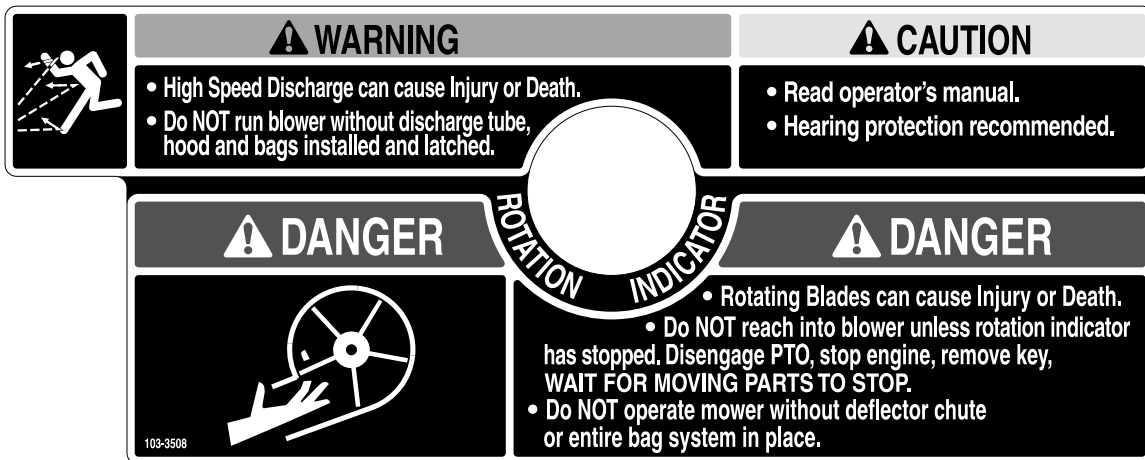 WARNING
• High Speed Discharge can cause Injury or Death.
• Do NOT run blower without discharge tube,
hood and bags installed and latched.
CAUTION
• Read operator's manual.
• Hearing protection recommended.
ROTATION INDICATOR
DANGER
103-3508
DANGER
• Rotating Blades can cause Injury or Death.
• Do NOT reach into blower unless rotation indicator
has stopped. Disengage PTO, stop engine, remove key,
WAIT FOR MOVING PARTS TO STOP.
• Do NOT operate mower without deflector chute
or entire bag system in place.